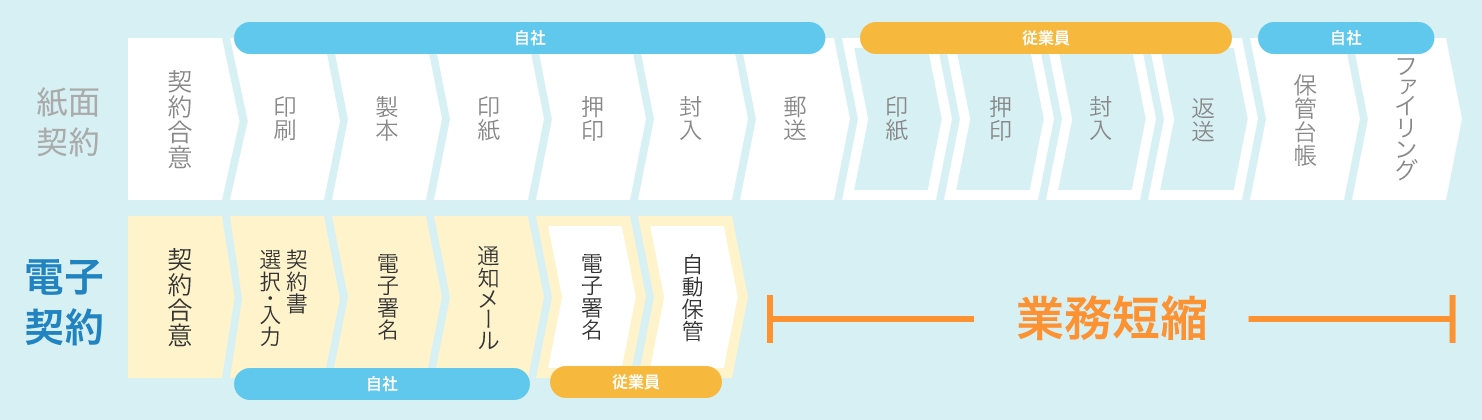 自社
従業員
自社
紙面
契約
契約合意
印刷
製本
印紙
押印
封入
郵送
印紙
押印
封入
返送
保管台帳
ファイリング
電子
契約
契約合意
契約書
選択・入力
電子署名
通知メール
電子署名
自動保管
業務短縮
自社
従業員